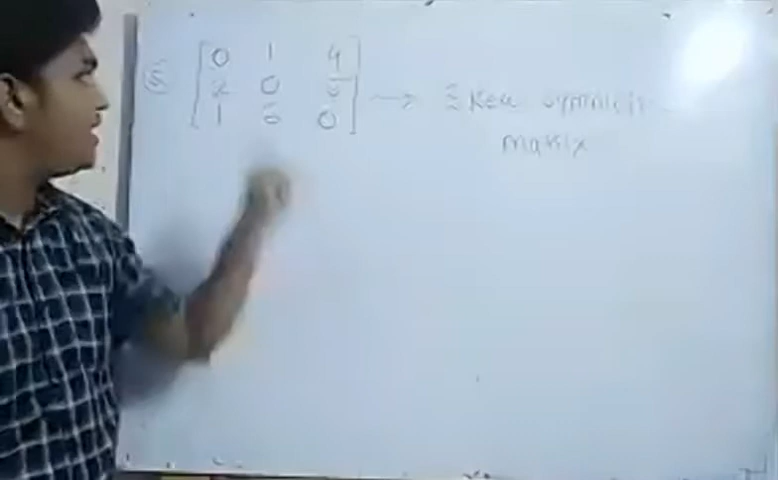 ⑤ [0 1 4
2 0 5
1 6 0] → Skew symmetric
matrix